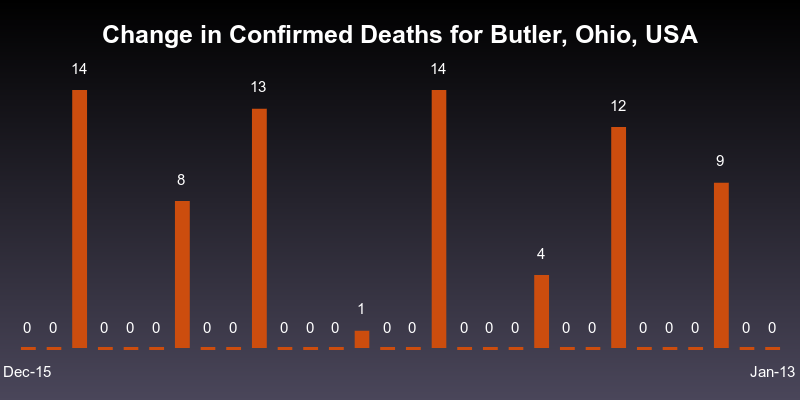 Change in Confirmed Deaths for Butler, Ohio, USA
0 0 14 0 0 0 8 0 0 13 0 0 0 1 0 0 14 0 0 0 4 0 0 12 0 0 0 9 0 0
Dec-15 Jan-13